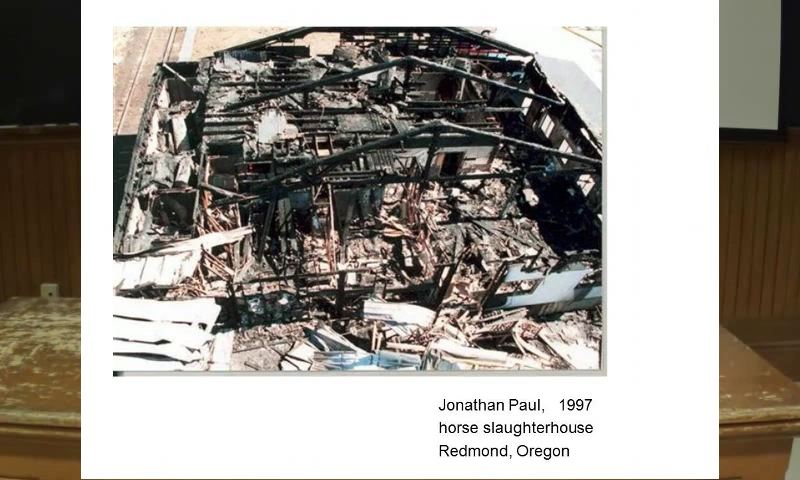 Jonathan Paul, 1997
horse slaughterhouse
Redmond, Oregon